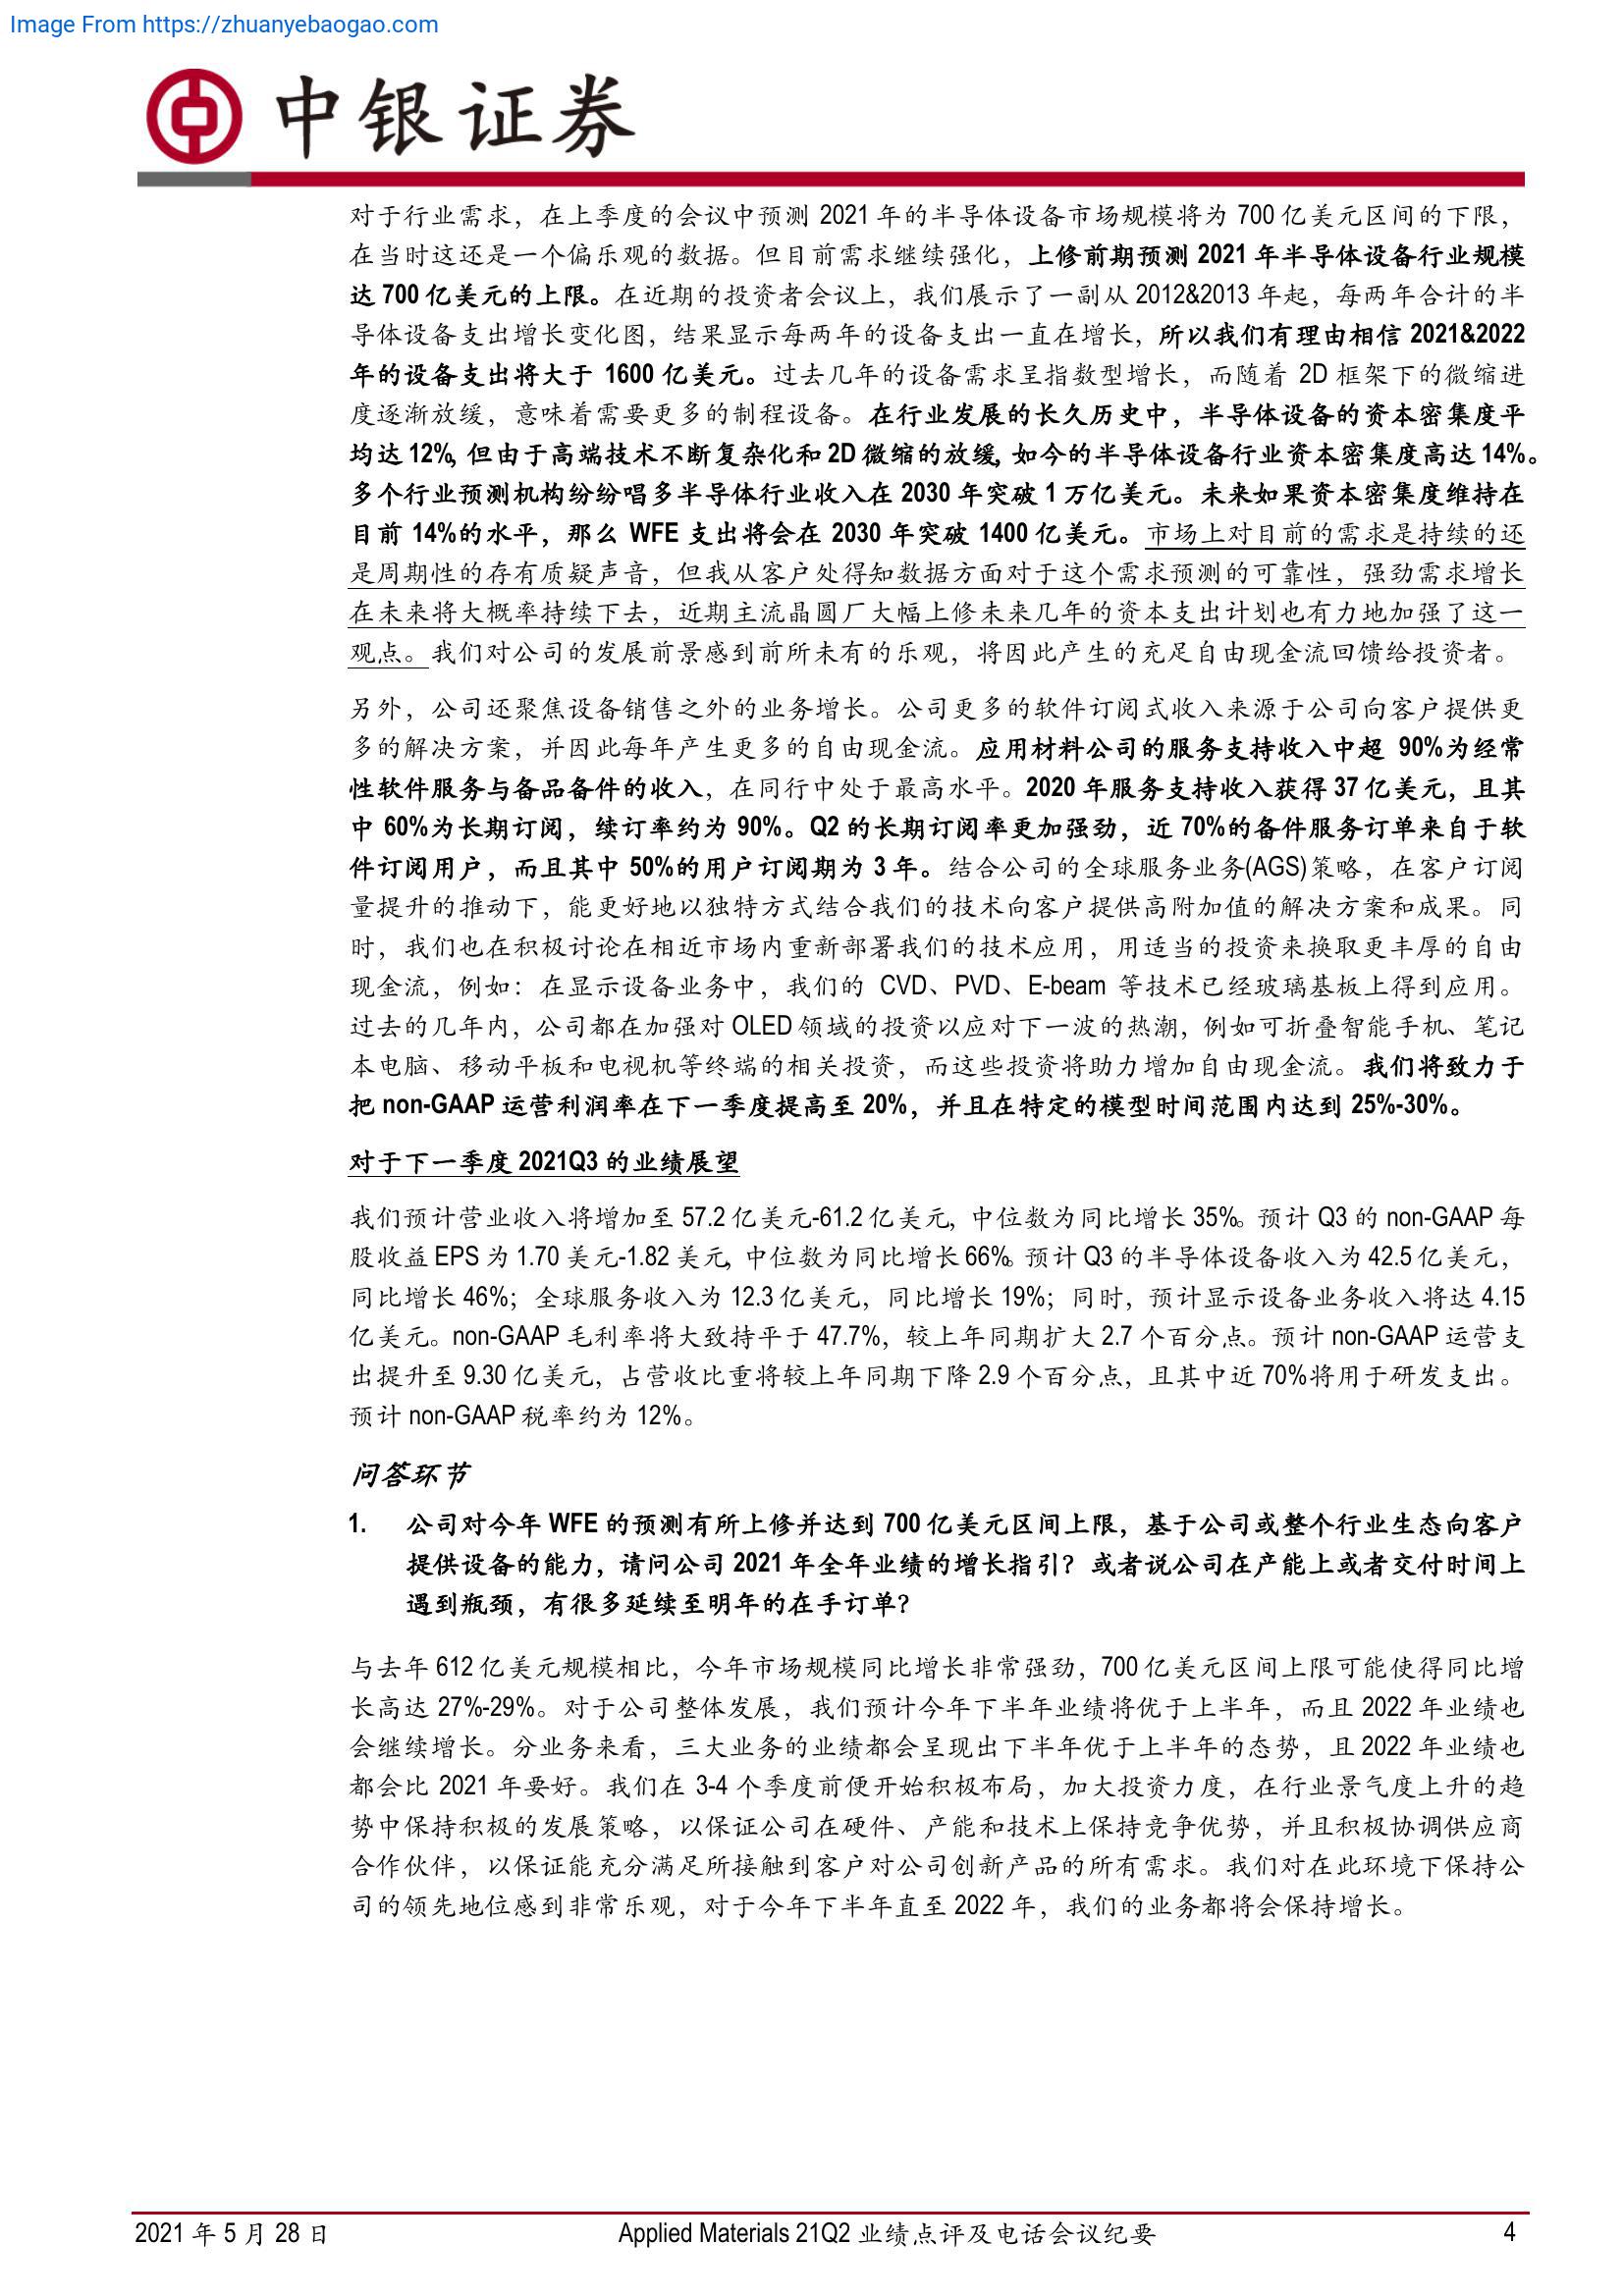 Image From https://zhuanyebaogao.com
中银证券
对于行业需求，在上季度的会议中预测 2021 年的半导体设备市场规模将为 700 亿美元区间的下限，
在当时这还是一个偏乐观的数据。但目前需求继续强化，上修前期预测 2021 年半导体设备行业规模
达 700 亿美元的上限。在近期的投资者会议上，我们展示了一副从 2012&2013 年起，每两年合计的半
导体设备支出增长变化图，结果显示每两年的设备支出一直在增长，所以我们有理由相信 2021&2022
年的设备支出将大于 1600 亿美元。过去几年的设备需求呈指数型增长，而随着 2D 框架下的微缩进
度逐渐放缓，意味着需要更多的制程设备。在行业发展的长久历史中，半导体设备的资本密集度平
均达 12%，但由于高端技术不断复杂化和 2D 微缩的放缓，如今的半导体设备行业资本密集度高达 14%。
多个行业预测机构纷纷唱多半导体行业收入在 2030 年突破 1 万亿美元。未来如果资本密集度维持在
目前 14%的水平，那么 WFE 支出将会在 2030 年突破 1400 亿美元。市场上对目前的需求是持续的还
是周期性的存有质疑声音，但我从客户处得知数据方面对于这个需求预测的可靠性，强劲需求增长
在未来将大概率持续下去，近期主流晶圆厂大幅上修未来几年的资本支出计划也有力地加强了这一
观点。我们对公司的发展前景感到前所未有的乐观，将因此产生的充足自由现金流回馈给投资者。
另外，公司还聚焦设备销售之外的业务增长。公司更多的软件订阅式收入来源于公司向客户提供更
多的解决方案，并因此每年产生更多的自由现金流。应用材料公司的服务支持收入中超 90%为经常
性软件服务与备品备件的收入，在同行中处于最高水平。2020 年服务支持收入获得 37 亿美元，且其
中 60%为长期订阅，续订率约为 90%。Q2 的长期订阅率更加强劲，近 70%的备件服务订单来自于软
件订阅用户，而且其中 50%的用户订阅期为 3 年。结合公司的全球服务业务(AGS)策略，在客户订阅
量提升的推动下，能更好地以独特方式结合我们的技术向客户提供高附加值的解决方案和成果。同
时，我们也在积极讨论在相近市场内重新部署我们的技术应用，用适当的投资来换取更丰厚的自由
现金流，例如：在显示设备业务中，我们的 CVD、PVD、E-beam 等技术已经玻璃基板上得到应用。
过去的几年内，公司都在加强对 OLED 领域的投资以应对下一波的热潮，例如可折叠智能手机、笔记
本电脑、移动平板和电视机等终端的相关投资，而这些投资将助力增加自由现金流。我们将致力于
把 non-GAAP 运营利润率在下一季度提高至 20%，并且在特定的模型时间范围内达到 25%-30%。
对于下一季度 2021Q3 的业绩展望
我们预计营业收入将增加至 57.2 亿美元-61.2 亿美元，中位数为同比增长 35%。预计 Q3 的 non-GAAP 每
股收益 EPS 为 1.70 美元-1.82 美元，中位数为同比增长 66%。预计 Q3 的半导体设备收入为 42.5 亿美元，
同比增长 46%；全球服务收入为 12.3 亿美元，同比增长 19%；同时，预计显示设备业务收入将达 4.15
亿美元。non-GAAP 毛利率将大致持平于 47.7%，较上年同期扩大 2.7 个百分点。预计 non-GAAP 运营支
出提升至 9.30 亿美元，占营收比重将较上年同期下降 2.9 个百分点，且其中近 70%将用于研发支出。
预计 non-GAAP 税率约为 12%。
问答环节
1. 公司对今年 WFE 的预测有所上修并达到 700 亿美元区间上限，基于公司或整个行业生态向客户
提供设备的能力，请问公司 2021 年全年业绩的增长指引？或者说公司在产能上或者交付时间上
遇到瓶颈，有很多延续至明年的在手订单？
与去年 612 亿美元规模相比，今年市场规模同比增长非常强劲，700 亿美元区间上限可能使得同比增
长高达 27%-29%。对于公司整体发展，我们预计今年下半年业绩将优于上半年，而且 2022 年业绩也
会继续增长。分业务来看，三大业务的业绩都会呈现出下半年优于上半年的态势，且 2022 年业绩也
都会比 2021 年要好。我们在 3-4 个季度前便开始积极布局，加大投资力度，在行业景气度上升的趋
势中保持积极的发展策略，以保证公司在硬件、产能和技术上保持竞争优势，并且积极协调供应商
合作伙伴，以保证能充分满足所接触到客户对公司创新产品的所有需求。我们对在此环境下保持公
司的领先地位感到非常乐观，对于今年下半年直至 2022 年，我们的业务都将会保持增长。
2021 年 5 月 28 日 Applied Materials 21Q2 业绩点评及电话会议纪要 4